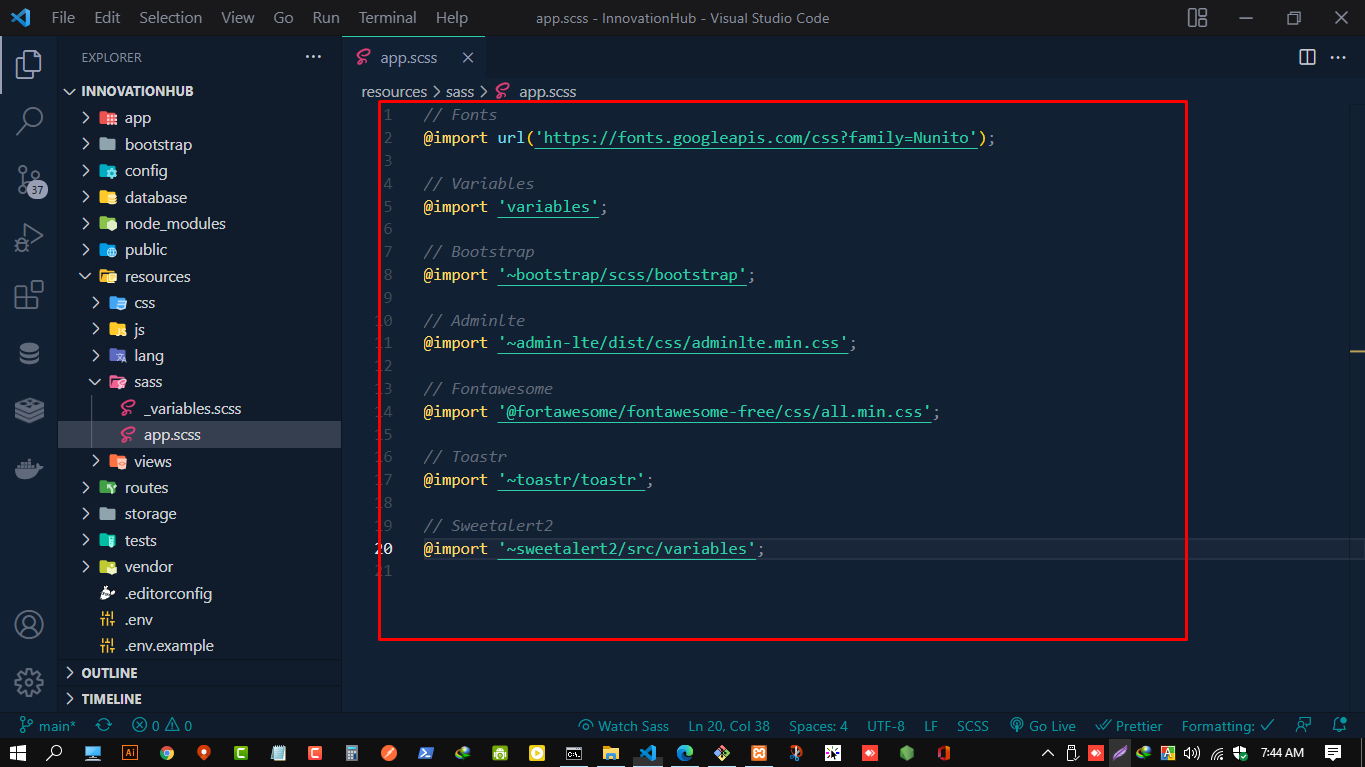 File Edit Selection View Go Run Terminal Help
app.scss - InnovationHub - Visual Studio Code
EXPLORER
app.scss
INNOVATIONHUB
resources > sass > app.scss
app
bootstrap
config
database
node_modules
public
resources
css
js
lang
sass
_variables.scss
app.scss
views
routes
storage
tests
vendor
.editorconfig
.env
.env.example
OUTLINE
TIMELINE
37
1 // Fonts
2 @import url('https://fonts.googleapis.com/css?family=Nunito');
3
4 // Variables
5 @import 'variables';
6
7 // Bootstrap
8 @import '~bootstrap/scss/bootstrap';
9
10 // Adminlte
11 @import '~admin-lte/dist/css/adminlte.min.css';
12
13 // Fontawesome
14 @import '@fortawesome/fontawesome-free/css/all.min.css';
15
16 // Toastr
17 @import '~toastr/toastr';
18
19 // Sweetalert2
20 @import '~sweetalert2/src/variables';
21
main* 0 0 Watch Sass Ln 20, Col 38 Spaces: 4 UTF-8 LF SCSS Go Live Prettier Formatting: ✓
Ai
7:44 AM